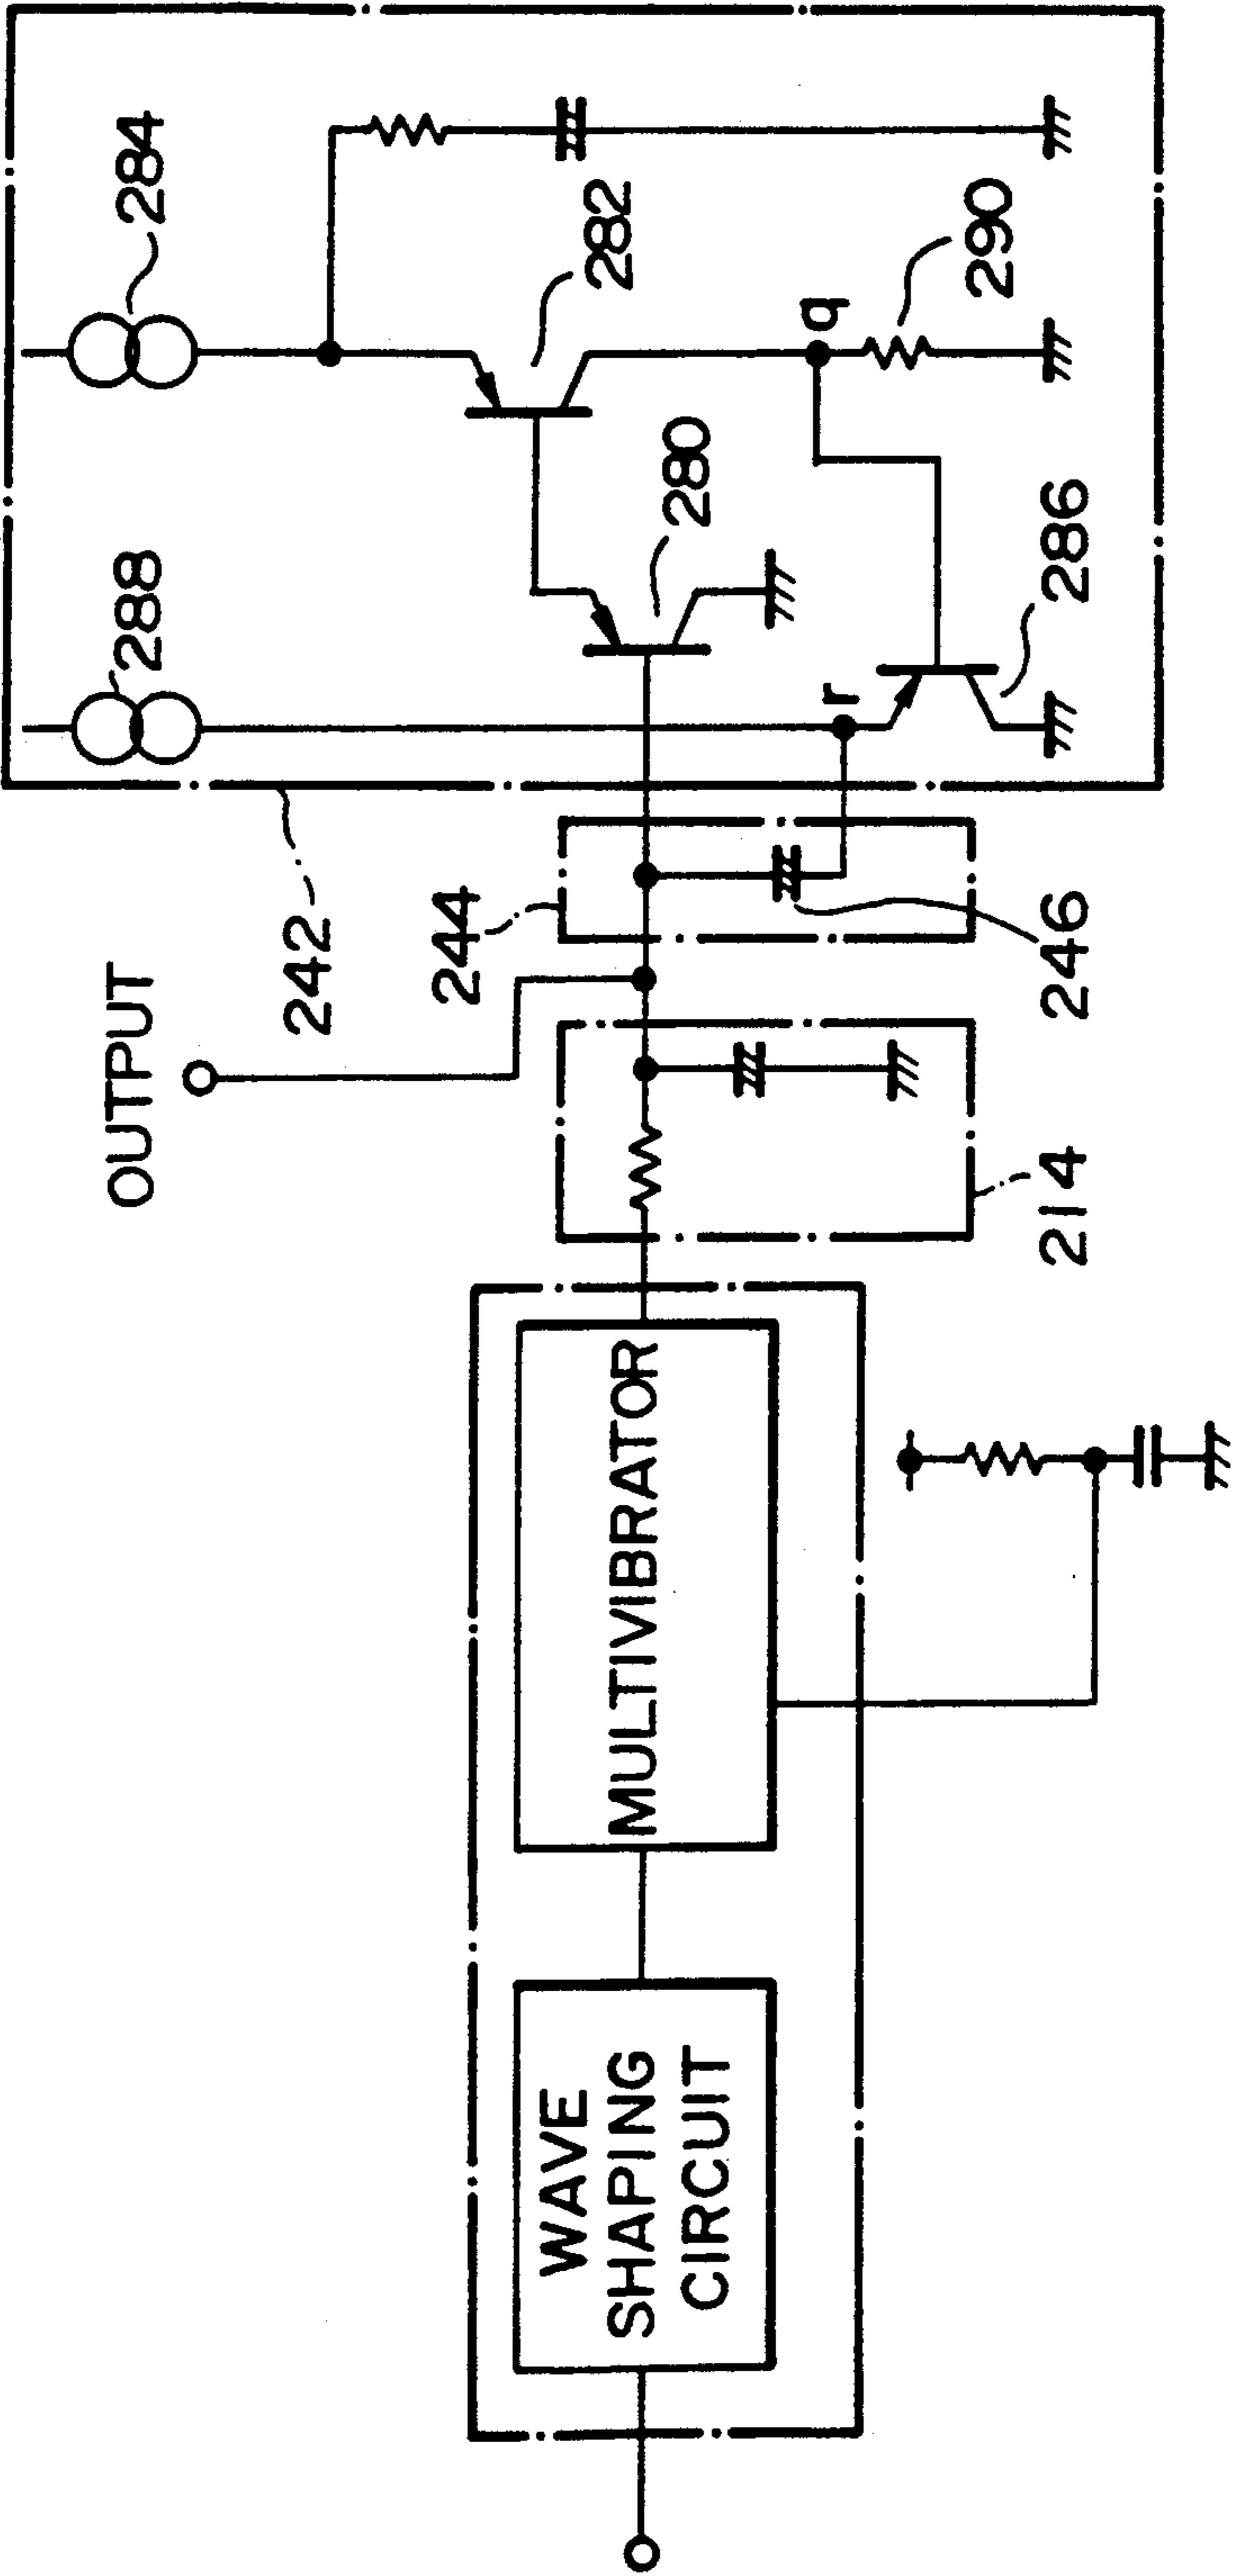 284
288
282
290
q
280
286
r
242
244
246
OUTPUT
214
MULTIVIBRATOR
WAVE
SHAPING
CIRCUIT